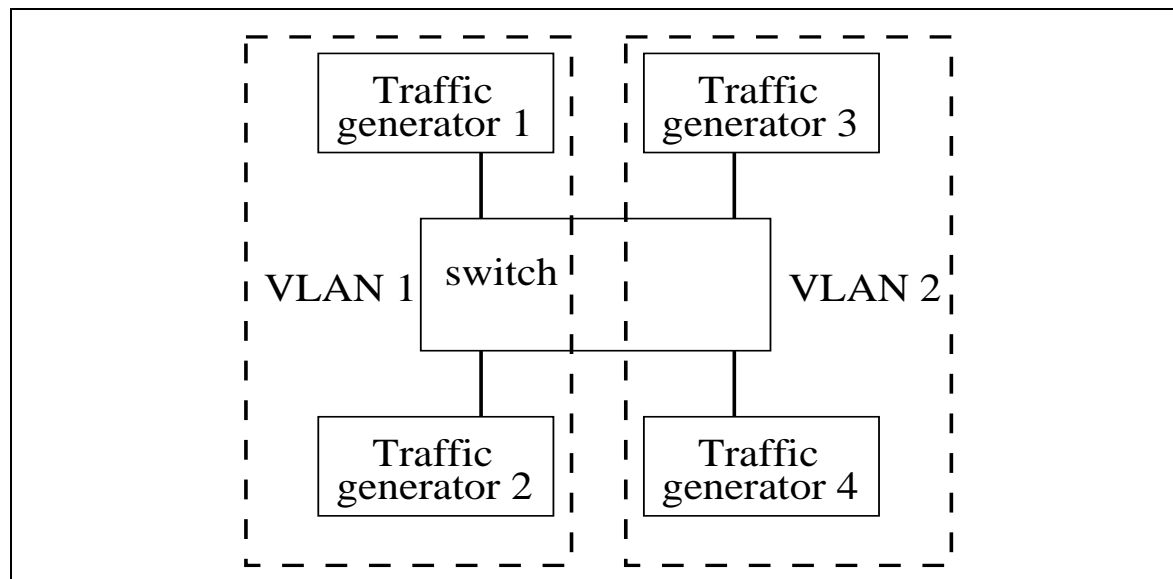 Traffic
generator 1
Traffic
generator 3
VLAN 1
switch
VLAN 2
Traffic
generator 2
Traffic
generator 4